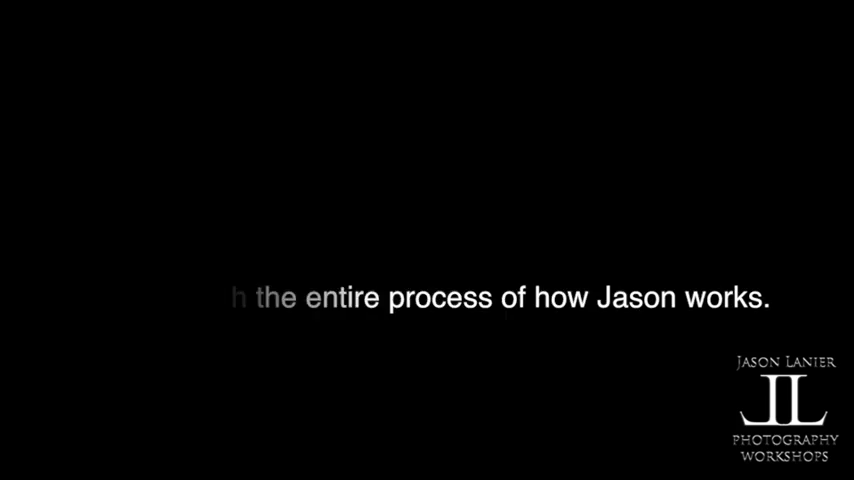 the entire process of how Jason works.
JASON LANIER
JL
PHOTOGRAPHY
WORKSHOPS